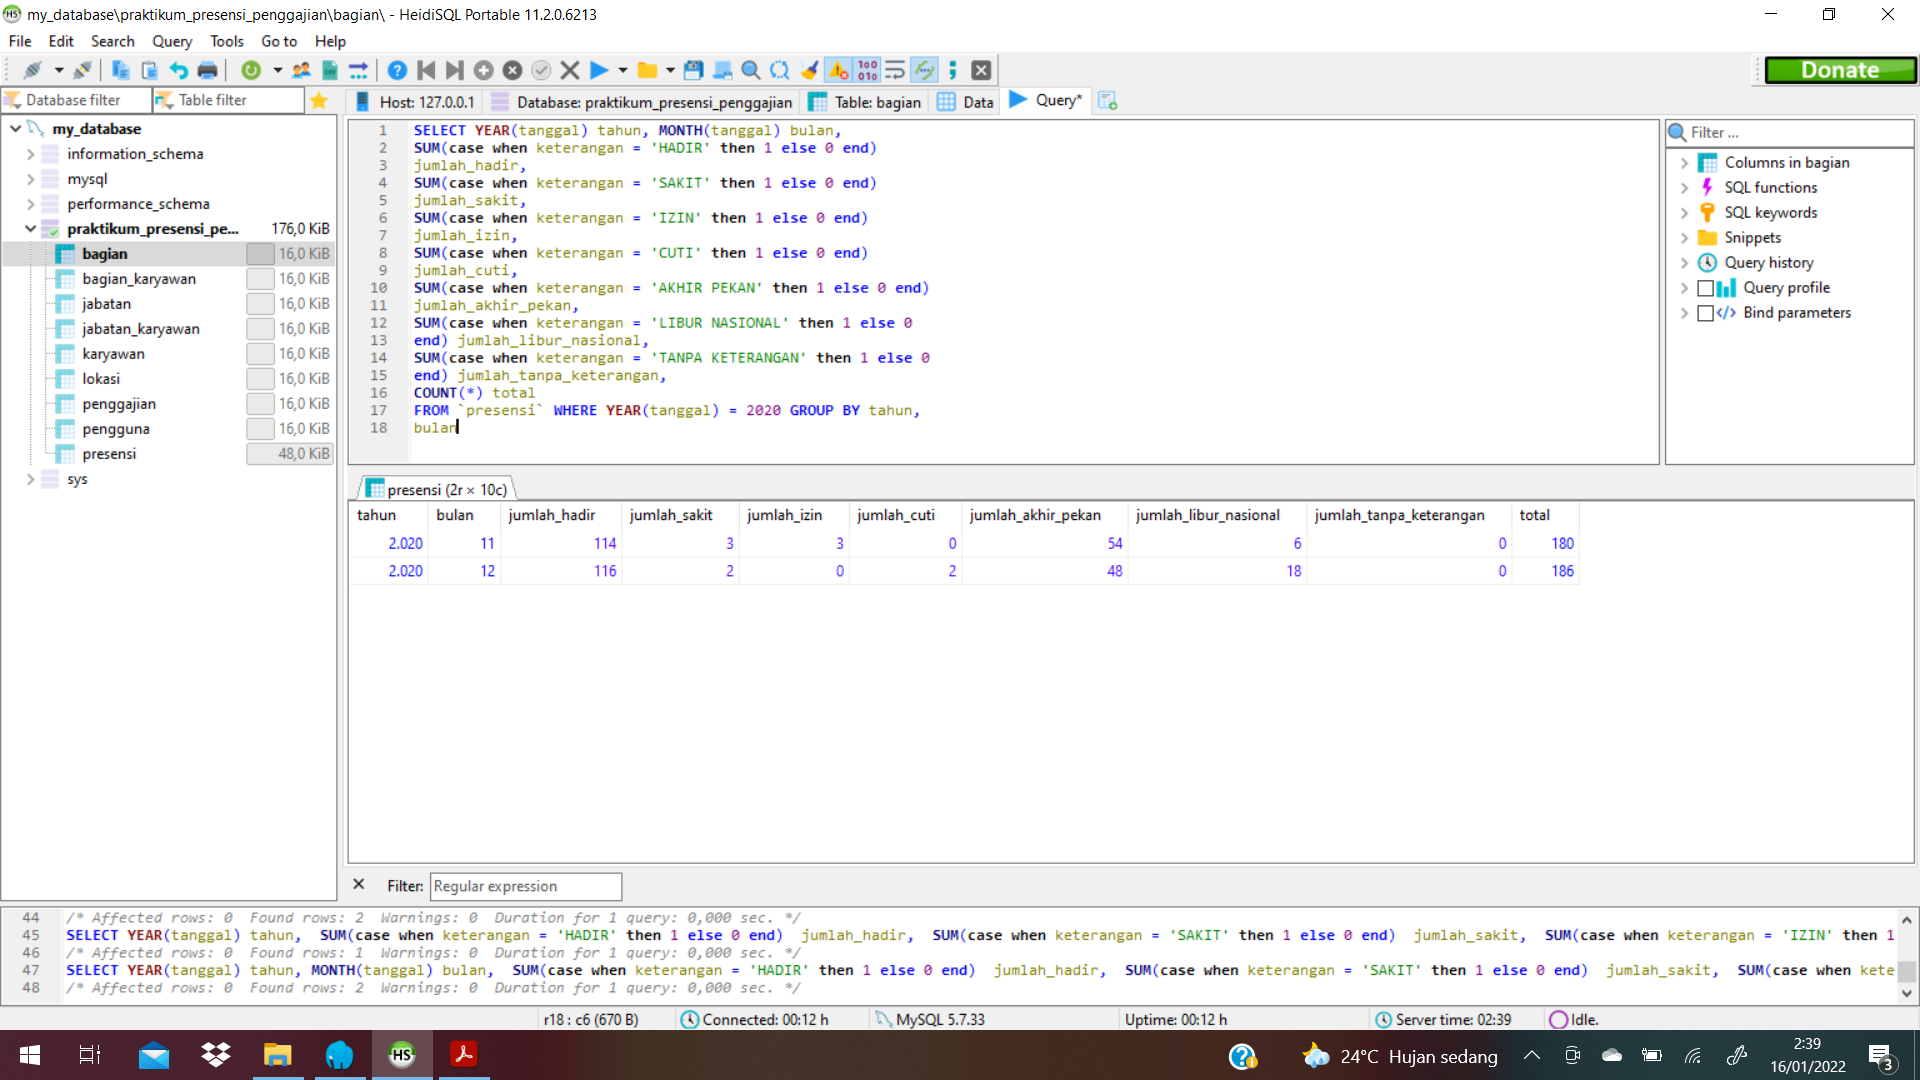 my_database\praktikum_presensi_penggajian\bagian\ - HeidiSQL Portable 11.2.0.6213
File Edit Search Query Tools Go to Help
Donate
Database filter Table filter
Host: 127.0.0.1 Database: praktikum_presensi_penggajian Table: bagian Data Query*
my_database
information_schema
mysql
performance_schema
praktikum_presensi_pe... 176,0 KiB
bagian 16,0 KiB
bagian_karyawan 16,0 KiB
jabatan 16,0 KiB
jabatan_karyawan 16,0 KiB
karyawan 16,0 KiB
lokasi 16,0 KiB
penggajian 16,0 KiB
pengguna 16,0 KiB
presensi 48,0 KiB
sys
1 SELECT YEAR(tanggal) tahun, MONTH(tanggal) bulan,
2 SUM(case when keterangan = 'HADIR' then 1 else 0 end)
3 jumlah_hadir,
4 SUM(case when keterangan = 'SAKIT' then 1 else 0 end)
5 jumlah_sakit,
6 SUM(case when keterangan = 'IZIN' then 1 else 0 end)
7 jumlah_izin,
8 SUM(case when keterangan = 'CUTI' then 1 else 0 end)
9 jumlah_cuti,
10 SUM(case when keterangan = 'AKHIR PEKAN' then 1 else 0 end)
11 jumlah_akhir_pekan,
12 SUM(case when keterangan = 'LIBUR NASIONAL' then 1 else 0
13 end) jumlah_libur_nasional,
14 SUM(case when keterangan = 'TANPA KETERANGAN' then 1 else 0
15 end) jumlah_tanpa_keterangan,
16 COUNT(*) total
17 FROM `presensi` WHERE YEAR(tanggal) = 2020 GROUP BY tahun,
18 bulan
Filter ...
Columns in bagian
SQL functions
SQL keywords
Snippets
Query history
Query profile
Bind parameters
presensi (2r × 10c)
tahun bulan jumlah_hadir jumlah_sakit jumlah_izin jumlah_cuti jumlah_akhir_pekan jumlah_libur_nasional jumlah_tanpa_keterangan total
2.020 11 114 3 3 0 54 6 0 180
2.020 12 116 2 0 2 48 18 0 186
Filter: Regular expression
44 /* Affected rows: 0 Found rows: 2 Warnings: 0 Duration for 1 query: 0,000 sec. */
45 SELECT YEAR(tanggal) tahun, SUM(case when keterangan = 'HADIR' then 1 else 0 end) jumlah_hadir, SUM(case when keterangan = 'SAKIT' then 1 else 0 end) jumlah_sakit, SUM(case when keterangan = 'IZIN' then 1
46 /* Affected rows: 0 Found rows: 1 Warnings: 0 Duration for 1 query: 0,000 sec. */
47 SELECT YEAR(tanggal) tahun, MONTH(tanggal) bulan, SUM(case when keterangan = 'HADIR' then 1 else 0 end) jumlah_hadir, SUM(case when keterangan = 'SAKIT' then 1 else 0 end) jumlah_sakit, SUM(case when kete
48 /* Affected rows: 0 Found rows: 2 Warnings: 0 Duration for 1 query: 0,000 sec. */
r18 : c6 (670 B) Connected: 00:12 h MySQL 5.7.33 Uptime: 00:12 h Server time: 02:39 Idle.
HS
24°C Hujan sedang
2:39
16/01/2022
3